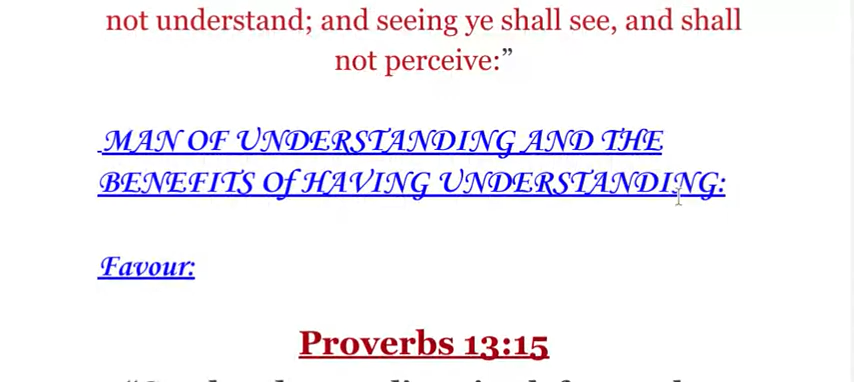 not understand; and seeing ye shall see, and shall
not perceive:”
MAN OF UNDERSTANDING AND THE
BENEFITS Of HAVING UNDERSTANDING:
Favour:
Proverbs 13:15